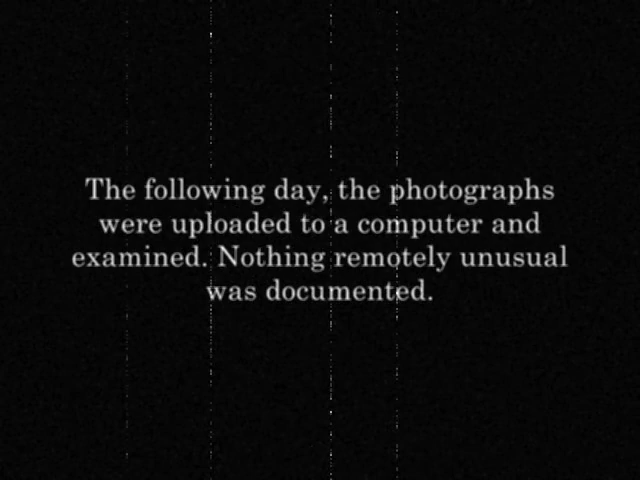 The following day, the photographs
were uploaded to a computer and
examined. Nothing remotely unusual
was documented.